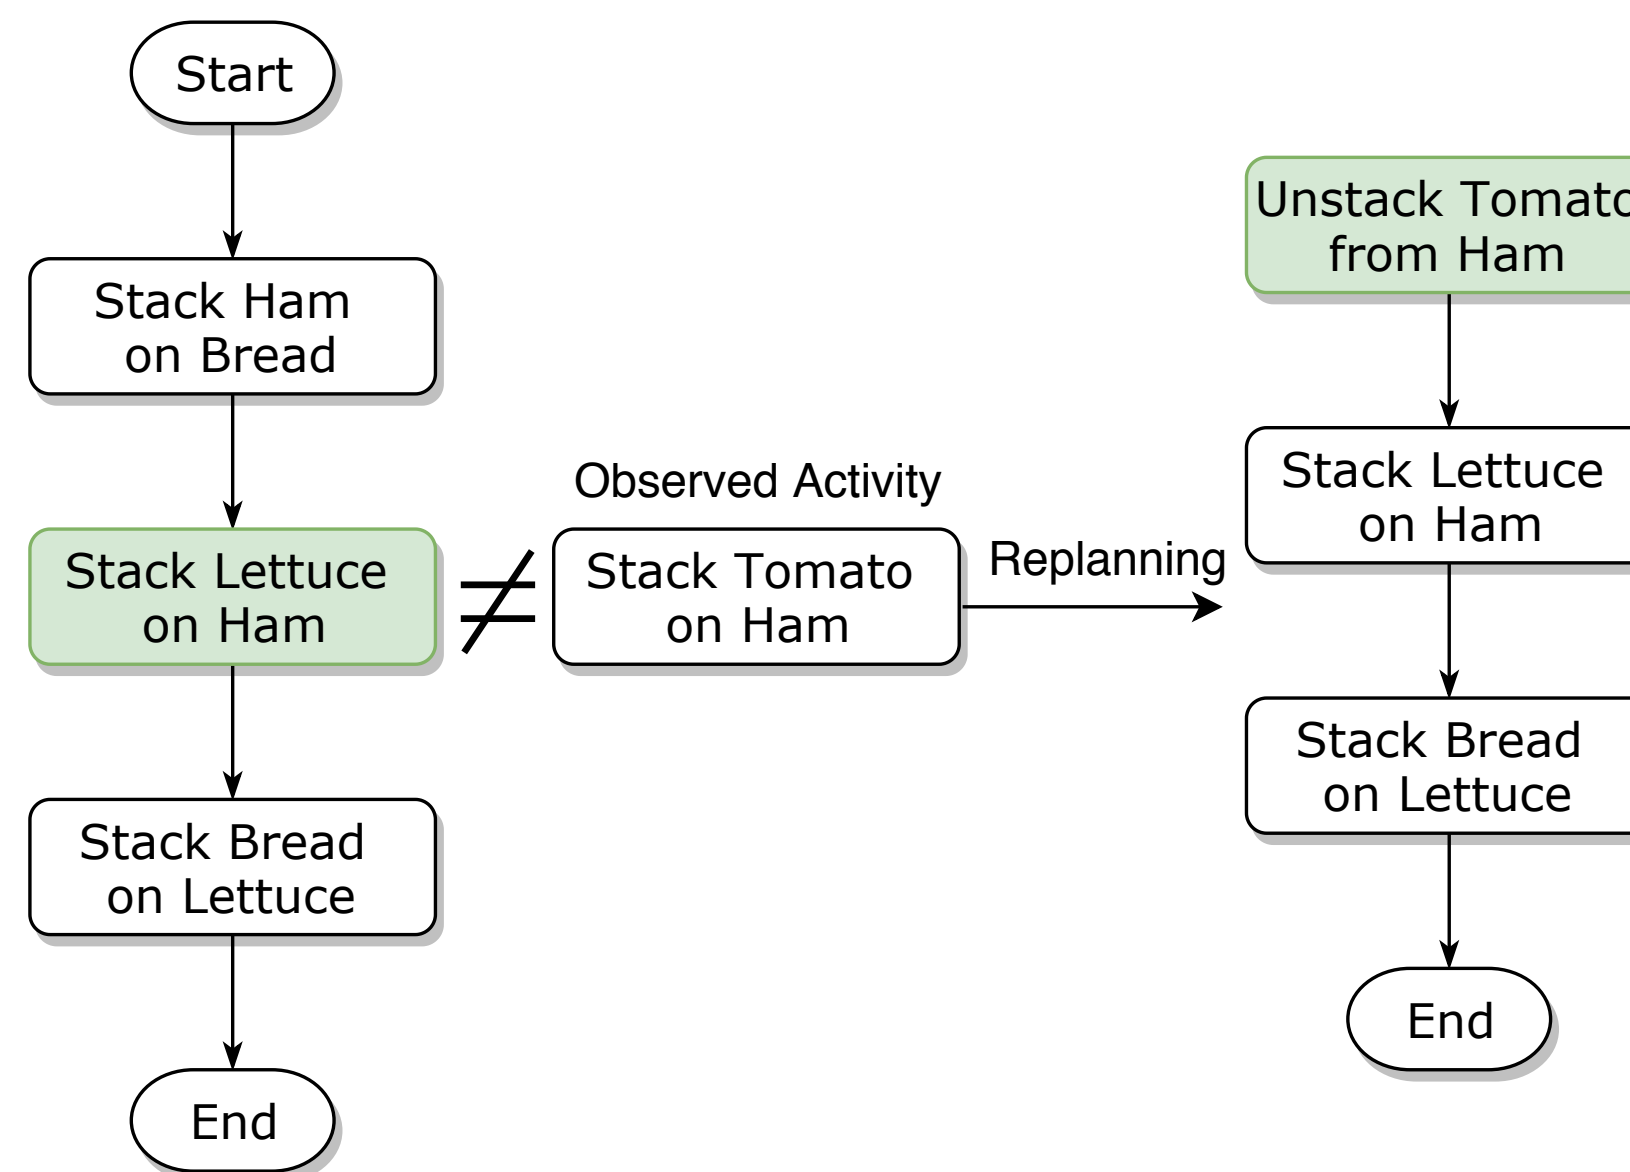 Start
Stack Ham
on Bread
Stack Lettuce
on Ham
Stack Bread
on Lettuce
End
Observed Activity
Stack Tomato
on Ham
Replanning
Unstack Tomato
from Ham
Stack Lettuce
on Ham
Stack Bread
on Lettuce
End